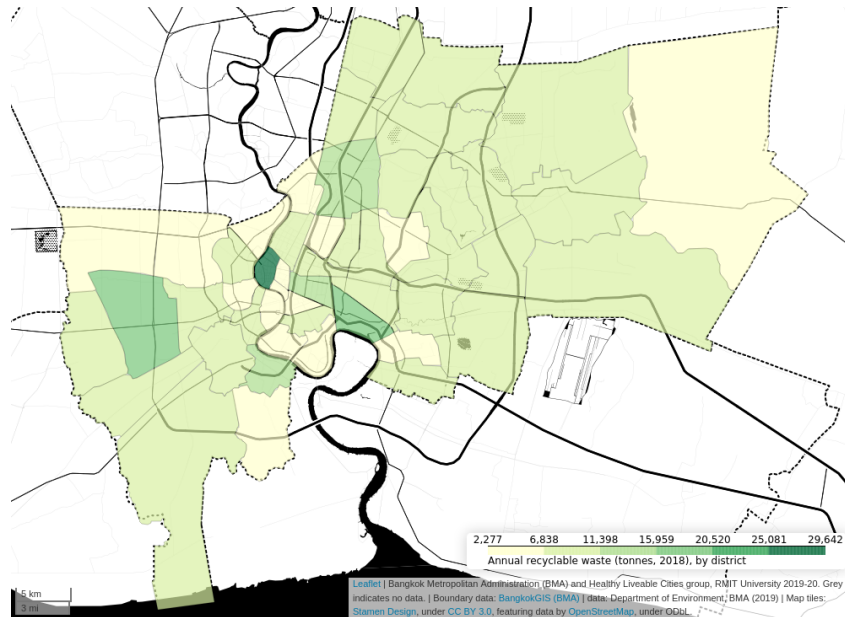 2,277 6,838 11,398 15,959 20,520 25,081 29,642
Annual recyclable waste (tonnes, 2018), by district
5 km
3 mi
Leaflet | Bangkok Metropolitan Administration (BMA) and Healthy Liveable Cities group, RMIT University 2019-20. Grey
indicates no data. | Boundary data: BangkokGIS (BMA) | data: Department of Environment, BMA (2019) | Map tiles:
Stamen Design, under CC BY 3.0, featuring data by OpenStreetMap, under ODbL.